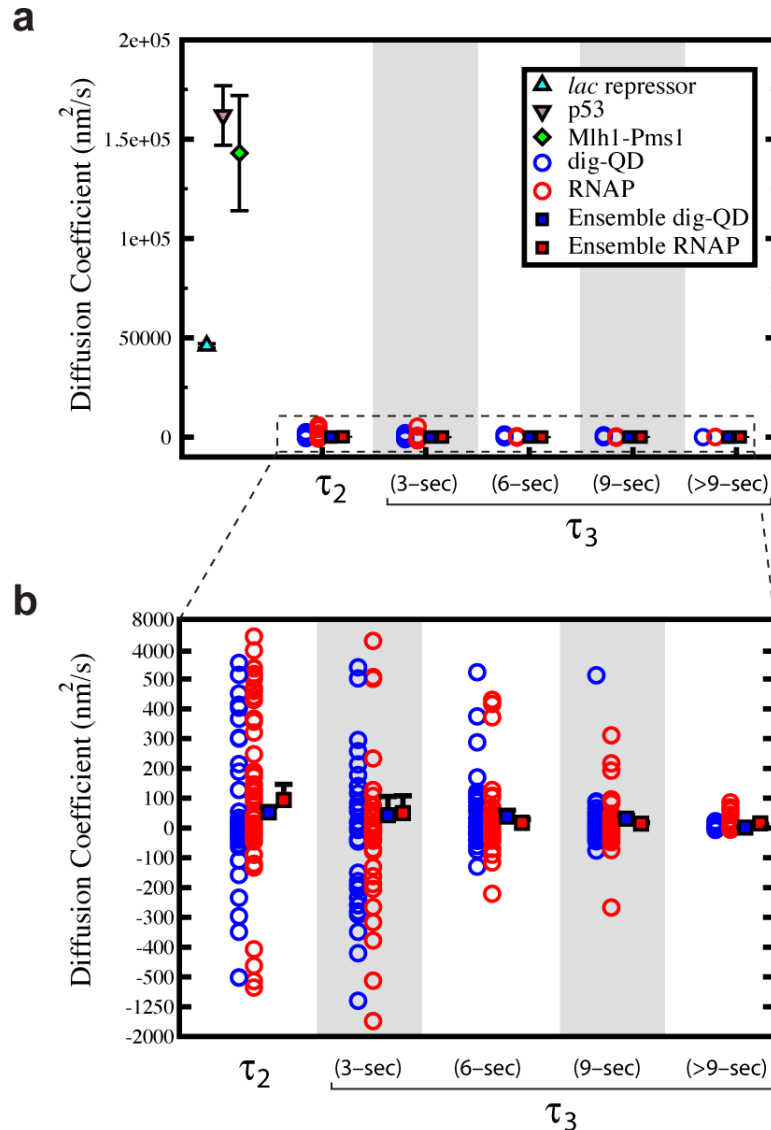 a
Diffusion Coefficient (nm²/s)
2e+05
1.5e+05
1e+05
50000
0
lac repressor
p53
Mlh1-Pms1
dig-QD
RNAP
Ensemble dig-QD
Ensemble RNAP
τ2 (3–sec) (6–sec) (9–sec) (>9–sec)
τ3
b
Diffusion Coefficient (nm²/s)
8000
4000
500
400
300
200
100
0
-100
-200
-300
-400
-500
-1250
-2000
τ2 (3–sec) (6–sec) (9–sec) (>9–sec)
τ3